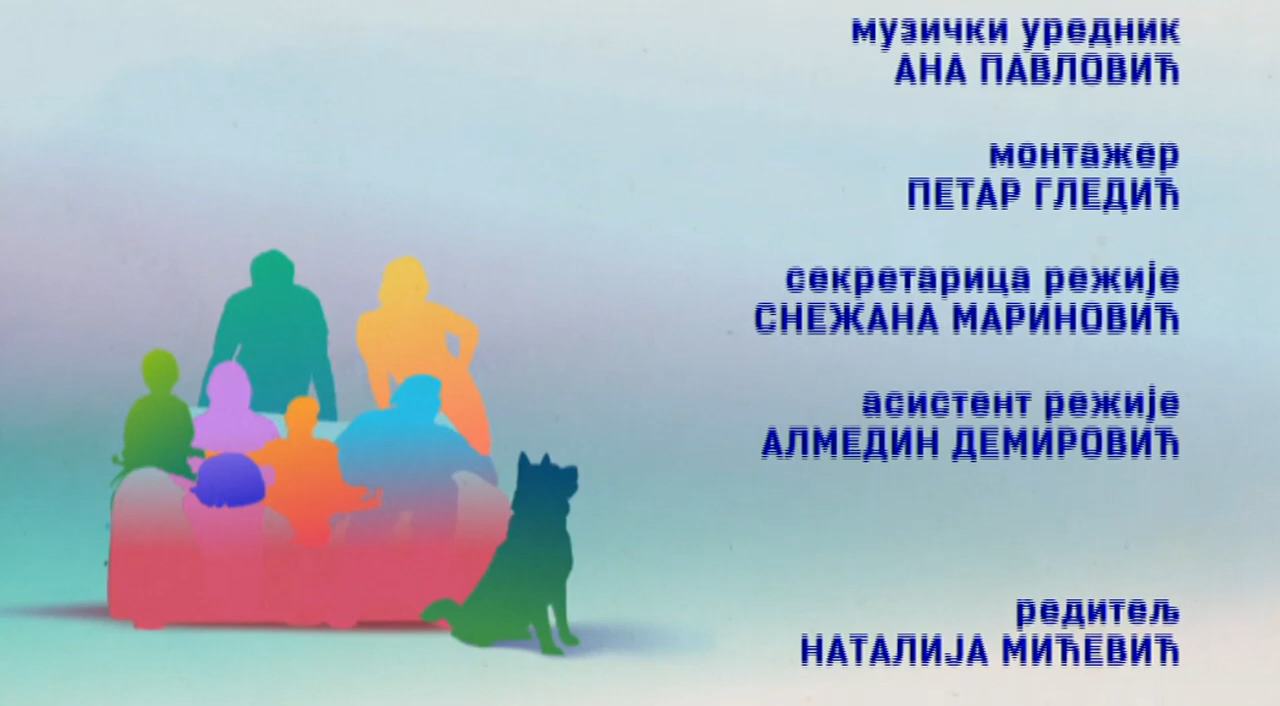 музички уредник
АНА ПАВЛОВИЋ
монтажер
ПЕТАР ГЛЕДИЋ
секретарица режије
СНЕЖАНА МАРИНОВИЋ
асистент режије
АЛМЕДИН ДЕМИРОВИЋ
редитељ
НАТАЛИЈА МИЋЕВИЋ